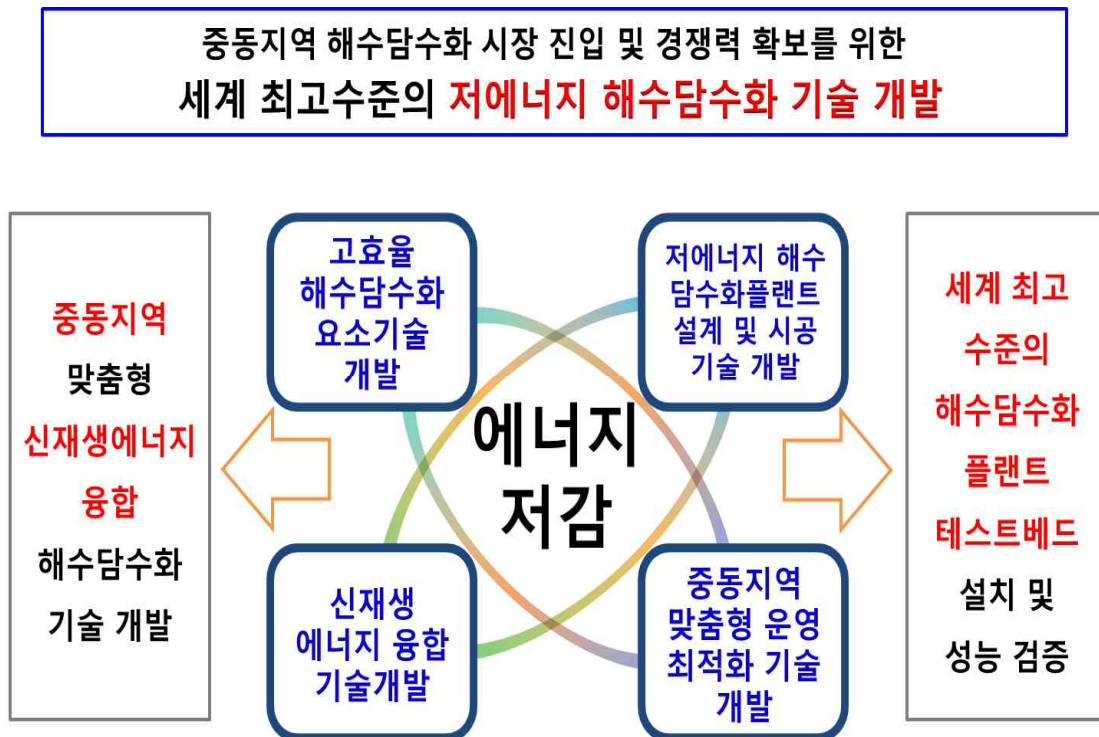 중동지역 해수담수화 시장 진입 및 경쟁력 확보를 위한
세계 최고수준의 저에너지 해수담수화 기술 개발
중동지역
맞춤형
신재생에너지
융합
해수담수화
기술 개발
고효율
해수담수화
요소기술
개발
저에너지 해수
담수화플랜트
설계 및 시공
기술 개발
에너지
저감
신재생
에너지 융합
기술개발
중동지역
맞춤형 운영
최적화 기술
개발
세계 최고
수준의
해수담수화
플랜트
테스트베드
설치 및
성능 검증